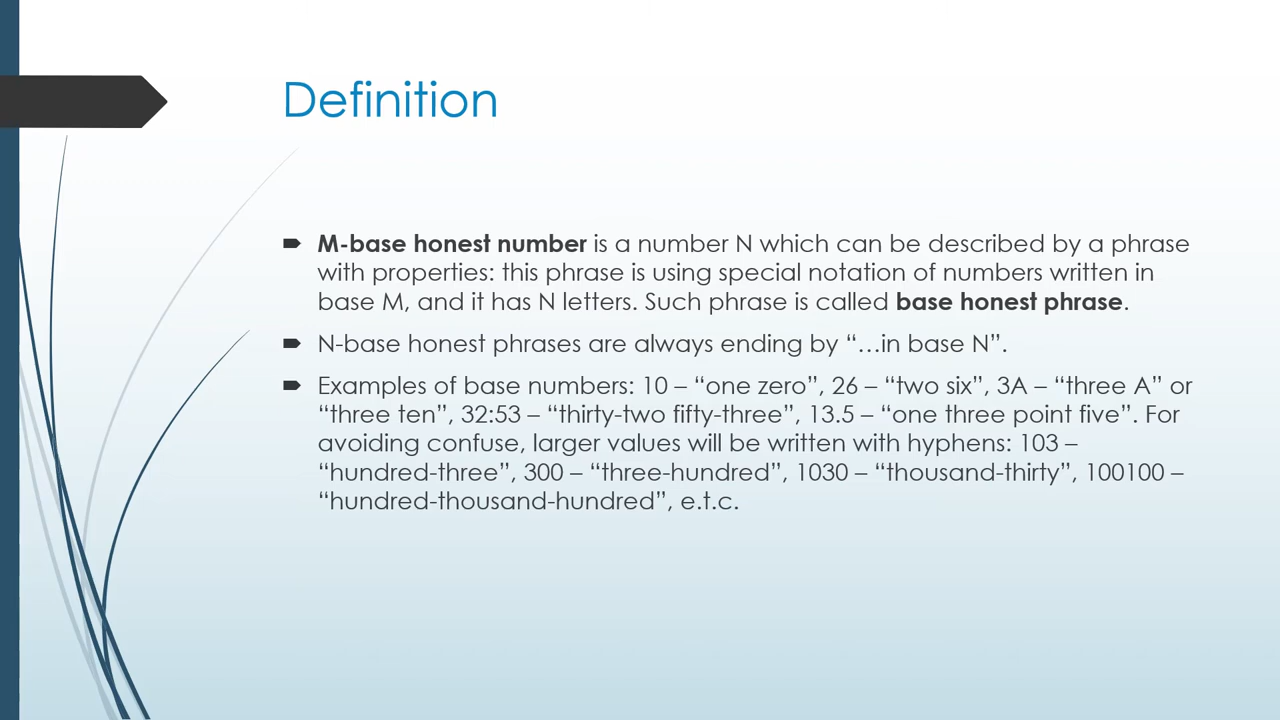 Definition
M-base honest number is a number N which can be described by a phrase
with properties: this phrase is using special notation of numbers written in
base M, and it has N letters. Such phrase is called base honest phrase.
N-base honest phrases are always ending by “…in base N”.
Examples of base numbers: 10 – “one zero”, 26 – “two six”, 3A – “three A” or
“three ten”, 32:53 – “thirty-two fifty-three”, 13.5 – “one three point five”. For
avoiding confuse, larger values will be written with hyphens: 103 –
“hundred-three”, 300 – “three-hundred”, 1030 – “thousand-thirty”, 100100 –
“hundred-thousand-hundred”, e.t.c.